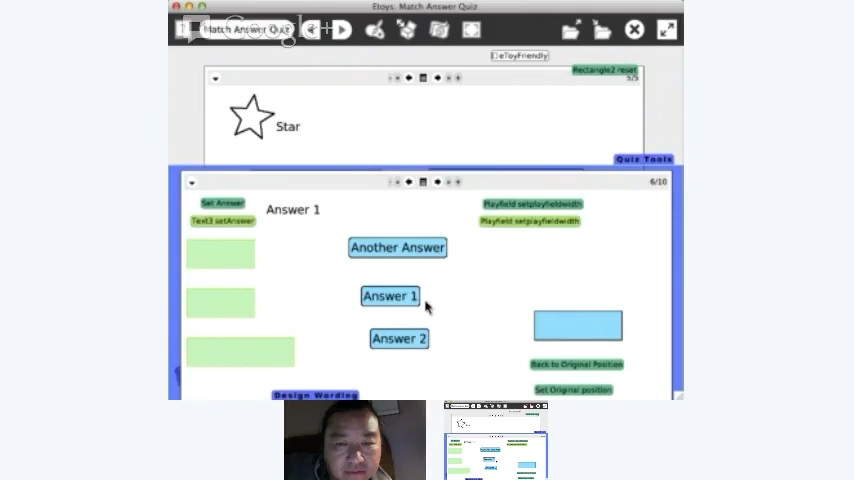 Etoys: Match Answer Quiz
Match Answer Quiz
Google+
eToyFriendly
Rectangle2 reset
5/5
Star
Quiz Tools
6/10
Set Answer
Answer 1
Playfield setplayfieldwidth
Text3 setAnswer
Playfield setplayfieldwidth
Another Answer
Answer 1
Answer 2
Back to Original Position
Set Original position
Design Wording